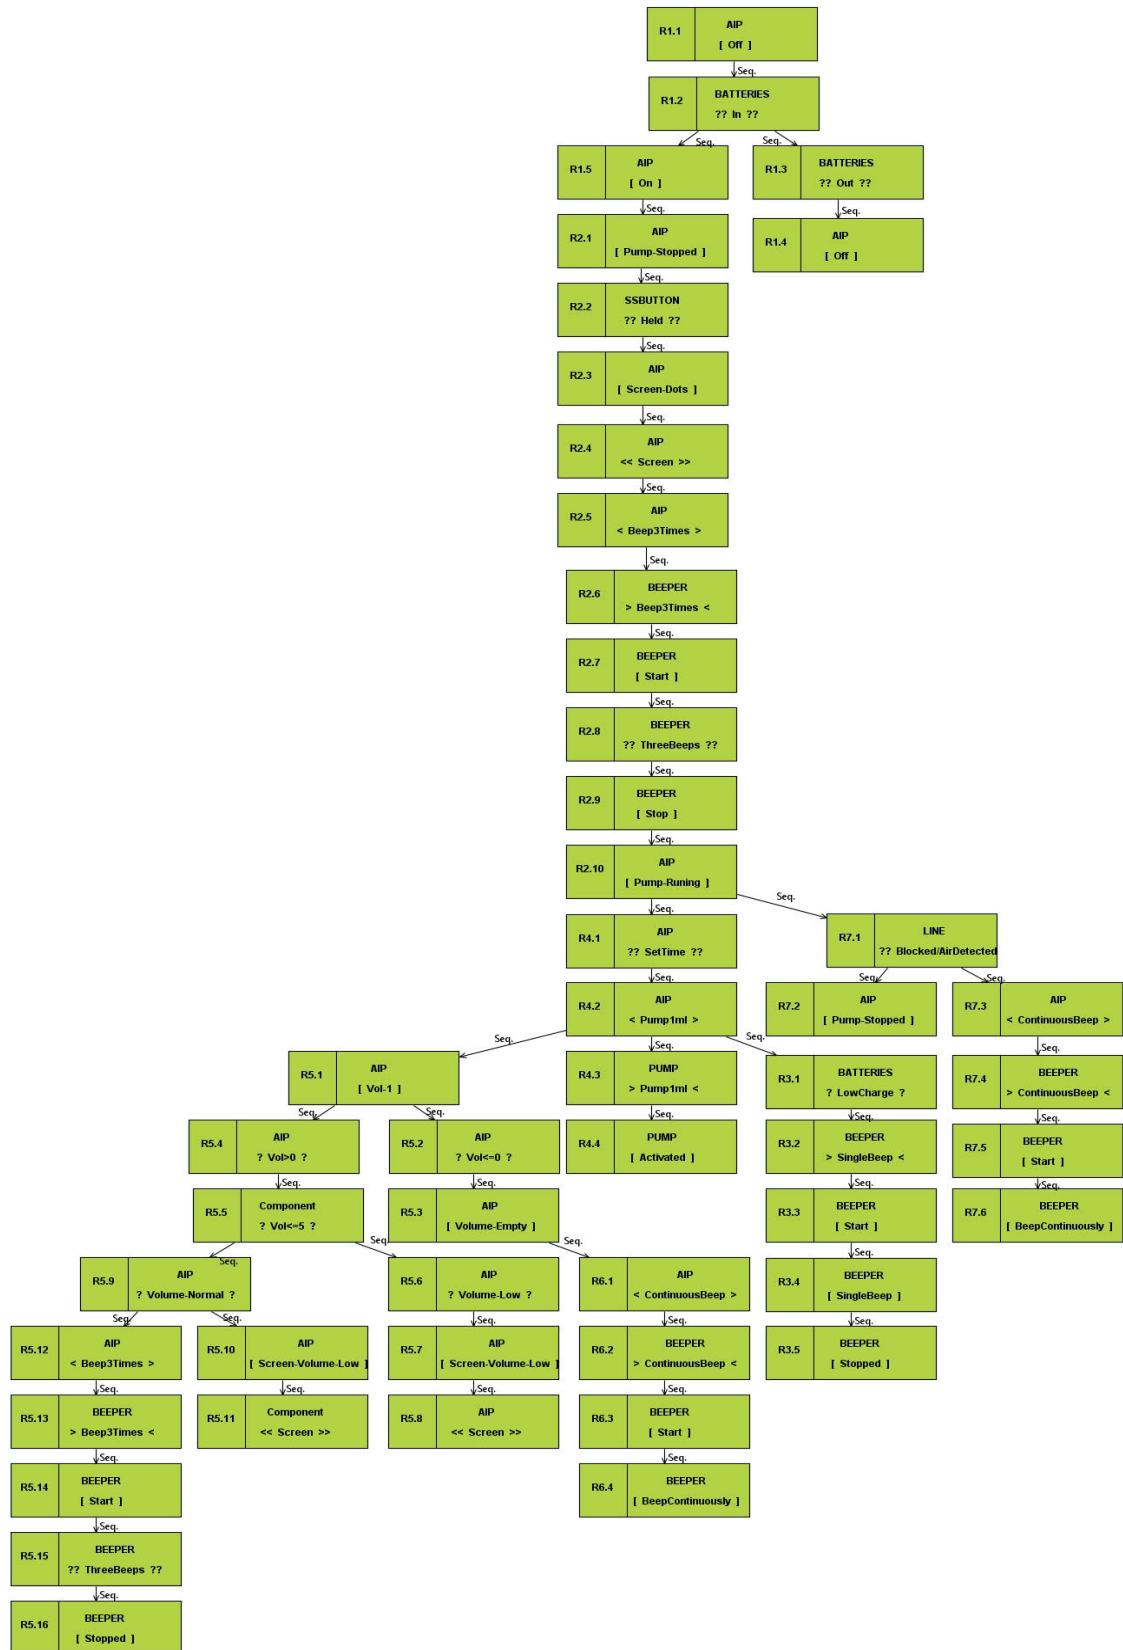 R1.1
AIP
[ Off ]
Seq.
R1.2
BATTERIES
?? In ??
Seq.
Seq.
R1.5
AIP
[ On ]
R1.3
BATTERIES
?? Out ??
Seq.
Seq.
R2.1
AIP
[ Pump-Stopped ]
R1.4
AIP
[ Off ]
Seq.
R2.2
SSBUTTON
?? Held ??
Seq.
R2.3
AIP
[ Screen-Dots ]
Seq.
R2.4
AIP
<< Screen >>
Seq.
R2.5
AIP
< Beep3Times >
Seq.
R2.6
BEEPER
> Beep3Times <
Seq.
R2.7
BEEPER
[ Start ]
Seq.
R2.8
BEEPER
?? ThreeBeeps ??
Seq.
R2.9
BEEPER
[ Stop ]
Seq.
R2.10
AIP
[ Pump-Runing ]
Seq.
Seq.
R4.1
AIP
?? SetTime ??
R7.1
LINE
?? Blocked/AirDetected
Seq.
Seq.
Seq.
R4.2
AIP
< Pump1ml >
R7.2
AIP
[ Pump-Stopped ]
R7.3
AIP
< ContinuousBeep >
Seq.
Seq.
Seq.
Seq.
R5.1
AIP
[ Vol-1 ]
R4.3
PUMP
> Pump1ml <
R3.1
BATTERIES
? LowCharge ?
R7.4
BEEPER
> ContinuousBeep <
Seq.
Seq.
Seq.
Seq.
Seq.
R5.4
AIP
? Vol>0 ?
R5.2
AIP
? Vol<=0 ?
R4.4
PUMP
[ Activated ]
R3.2
BEEPER
> SingleBeep <
R7.5
BEEPER
[ Start ]
Seq.
Seq.
Seq.
Seq.
R5.5
Component
? Vol<=5 ?
R5.3
AIP
[ Volume-Empty ]
R3.3
BEEPER
[ Start ]
R7.6
BEEPER
[ BeepContinuously ]
Seq.
Seq.
Seq.
Seq.
R5.9
AIP
? Volume-Normal ?
R5.6
AIP
? Volume-Low ?
R6.1
AIP
< ContinuousBeep >
R3.4
BEEPER
[ SingleBeep ]
Seq.
Seq.
Seq.
Seq.
Seq.
R5.12
AIP
< Beep3Times >
R5.10
AIP
[ Screen-Volume-Low ]
R5.7
AIP
[ Screen-Volume-Low ]
R6.2
BEEPER
> ContinuousBeep <
R3.5
BEEPER
[ Stopped ]
Seq.
Seq.
Seq.
Seq.
R5.13
BEEPER
> Beep3Times <
R5.11
Component
<< Screen >>
R5.8
AIP
<< Screen >>
R6.3
BEEPER
[ Start ]
Seq.
Seq.
R5.14
BEEPER
[ Start ]
R6.4
BEEPER
[ BeepContinuously ]
Seq.
R5.15
BEEPER
?? ThreeBeeps ??
Seq.
R5.16
BEEPER
[ Stopped ]